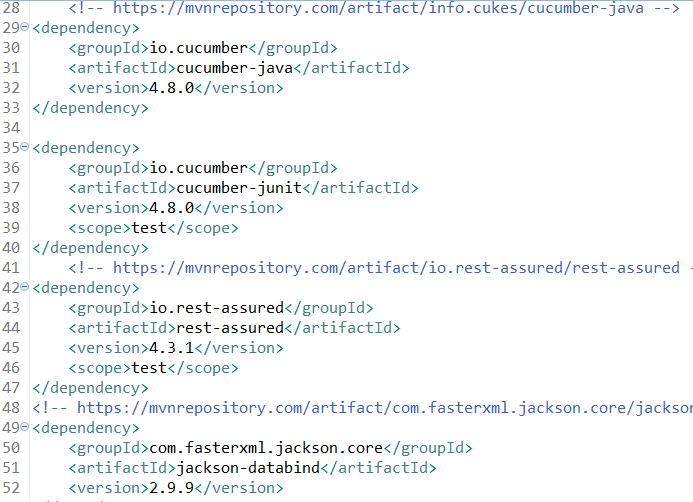 28 <!-- https://mvnrepository.com/artifact/info.cukes/cucumber-java -->
29 <dependency>
30 <groupId>io.cucumber</groupId>
31 <artifactId>cucumber-java</artifactId>
32 <version>4.8.0</version>
33 </dependency>
34
35 <dependency>
36 <groupId>io.cucumber</groupId>
37 <artifactId>cucumber-junit</artifactId>
38 <version>4.8.0</version>
39 <scope>test</scope>
40 </dependency>
41 <!-- https://mvnrepository.com/artifact/io.rest-assured/rest-assured -
42 <dependency>
43 <groupId>io.rest-assured</groupId>
44 <artifactId>rest-assured</artifactId>
45 <version>4.3.1</version>
46 <scope>test</scope>
47 </dependency>
48 <!-- https://mvnrepository.com/artifact/com.fasterxml.jackson.core/jackson
49 <dependency>
50 <groupId>com.fasterxml.jackson.core</groupId>
51 <artifactId>jackson-databind</artifactId>
52 <version>2.9.9</version>